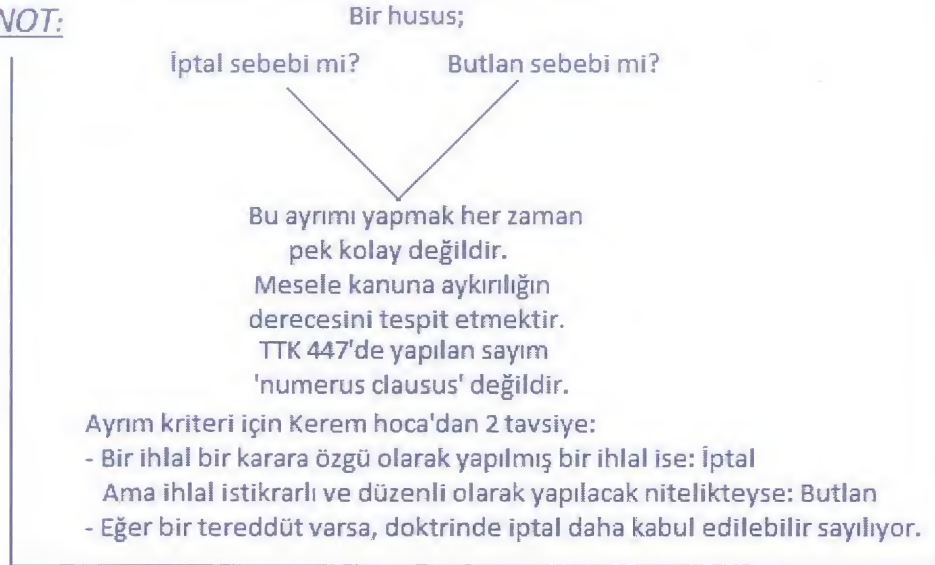 NOT:
Bir husus;
İptal sebebi mi? Butlan sebebi mi?
Bu ayrımı yapmak her zaman
pek kolay değildir.
Mesele kanuna aykırılığın
derecesini tespit etmektir.
TTK 447'de yapılan sayım
'numerus clausus' değildir.
Ayrım kriteri için Kerem hoca'dan 2 tavsiye:
- Bir ihlal bir karara özgü olarak yapılmış bir ihlal ise: İptal
Ama ihlal istikrarlı ve düzenli olarak yapılacak nitelikteyse: Butlan
- Eğer bir tereddüt varsa, doktrinde iptal daha kabul edilebilir sayılıyor.